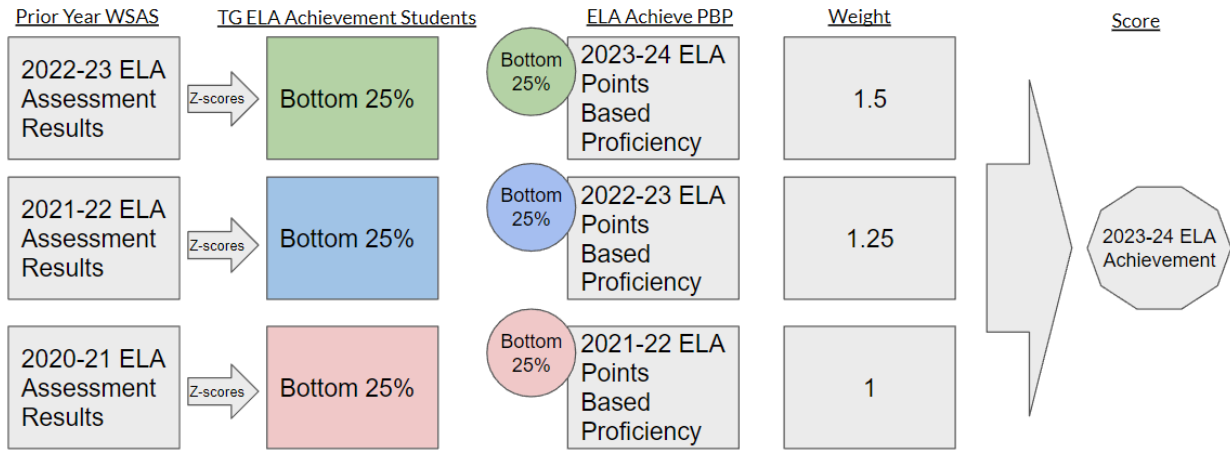 Prior Year WSAS
TG ELA Achievement Students
ELA Achieve PBP
Weight
Score
2022-23 ELA
Assessment
Results
Z-scores
Bottom 25%
Bottom
25%
2023-24 ELA
Points
Based
Proficiency
1.5
2021-22 ELA
Assessment
Results
Z-scores
Bottom 25%
Bottom
25%
2022-23 ELA
Points
Based
Proficiency
1.25
2023-24 ELA
Achievement
2020-21 ELA
Assessment
Results
Z-scores
Bottom 25%
Bottom
25%
2021-22 ELA
Points
Based
Proficiency
1